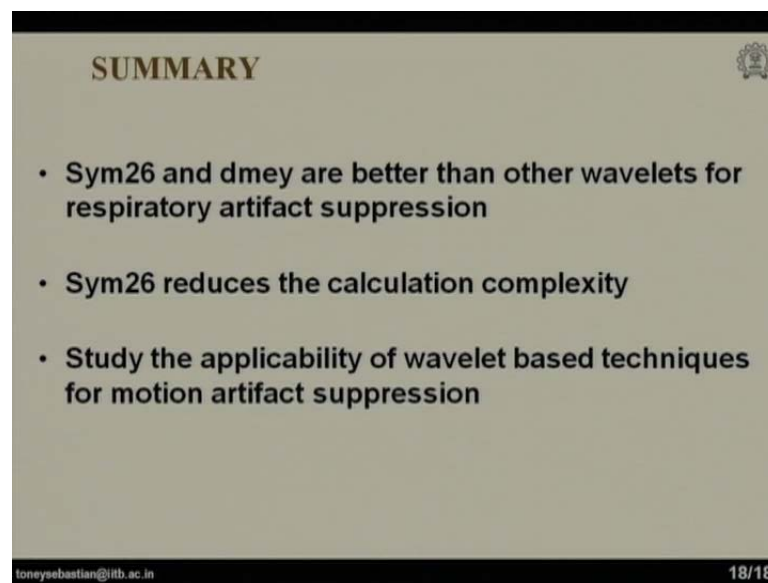 SUMMARY
• Sym26 and dmey are better than other wavelets for
respiratory artifact suppression
• Sym26 reduces the calculation complexity
• Study the applicability of wavelet based techniques
for motion artifact suppression
toneysebastian@iitb.ac.in
18/18